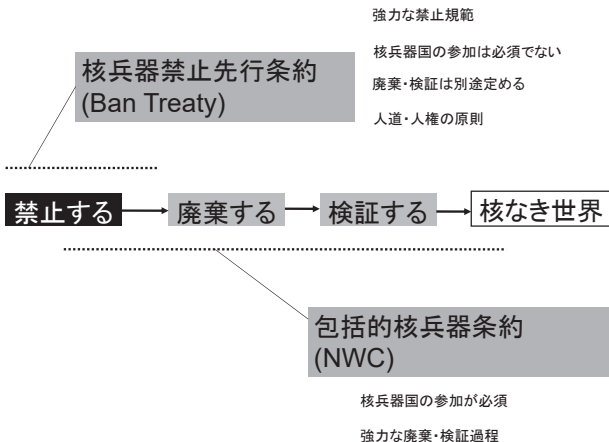 強力な禁止規範
核兵器禁止先行条約
(Ban Treaty)
核兵器国の参加は必須でない
廃棄・検証は別途定める
人道・人権の原則
禁止する
廃棄する
検証する
核なき世界
包括的核兵器条約
(NWC)
核兵器国の参加が必須
強力な廃棄・検証過程